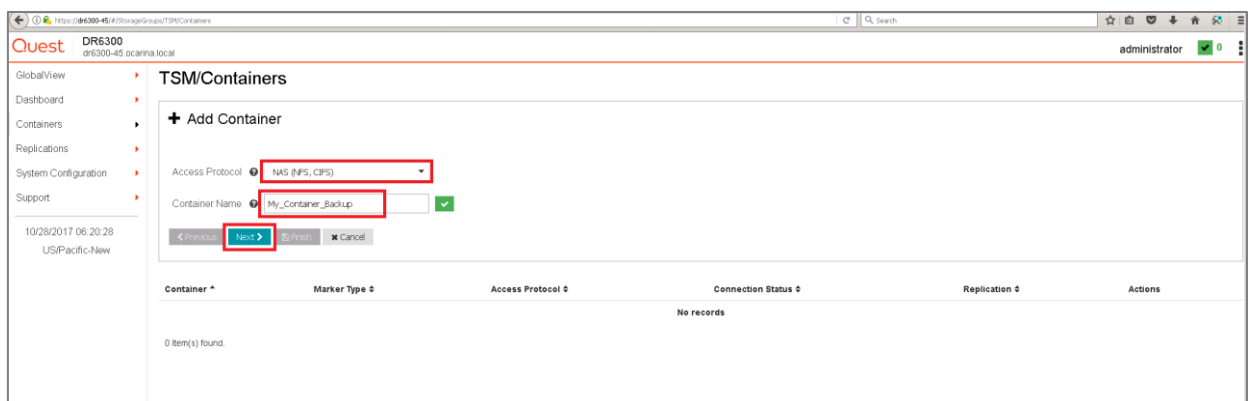 https://dr6300-45/#/StorageGroups/TSM/Containers
Search
Quest
DR6300
dr6300-45.ocarina.local
administrator
0
GlobalView
Dashboard
Containers
Replications
System Configuration
Support
10/28/2017 06:20:28
US/Pacific-New
TSM/Containers
Add Container
Access Protocol NAS (NFS, CIFS)
Container Name My_Container_Backup
Previous Next Finish Cancel
Container Marker Type Access Protocol Connection Status Replication Actions
No records
0 Item(s) found.